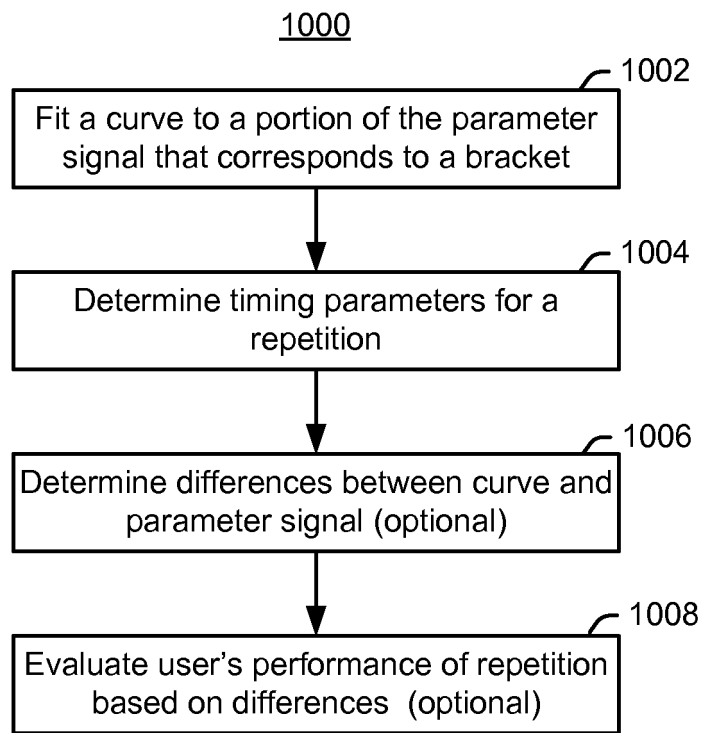 1000
1002
Fit a curve to a portion of the parameter
signal that corresponds to a bracket
1004
Determine timing parameters for a
repetition
1006
Determine differences between curve and
parameter signal (optional)
1008
Evaluate user's performance of repetition
based on differences (optional)